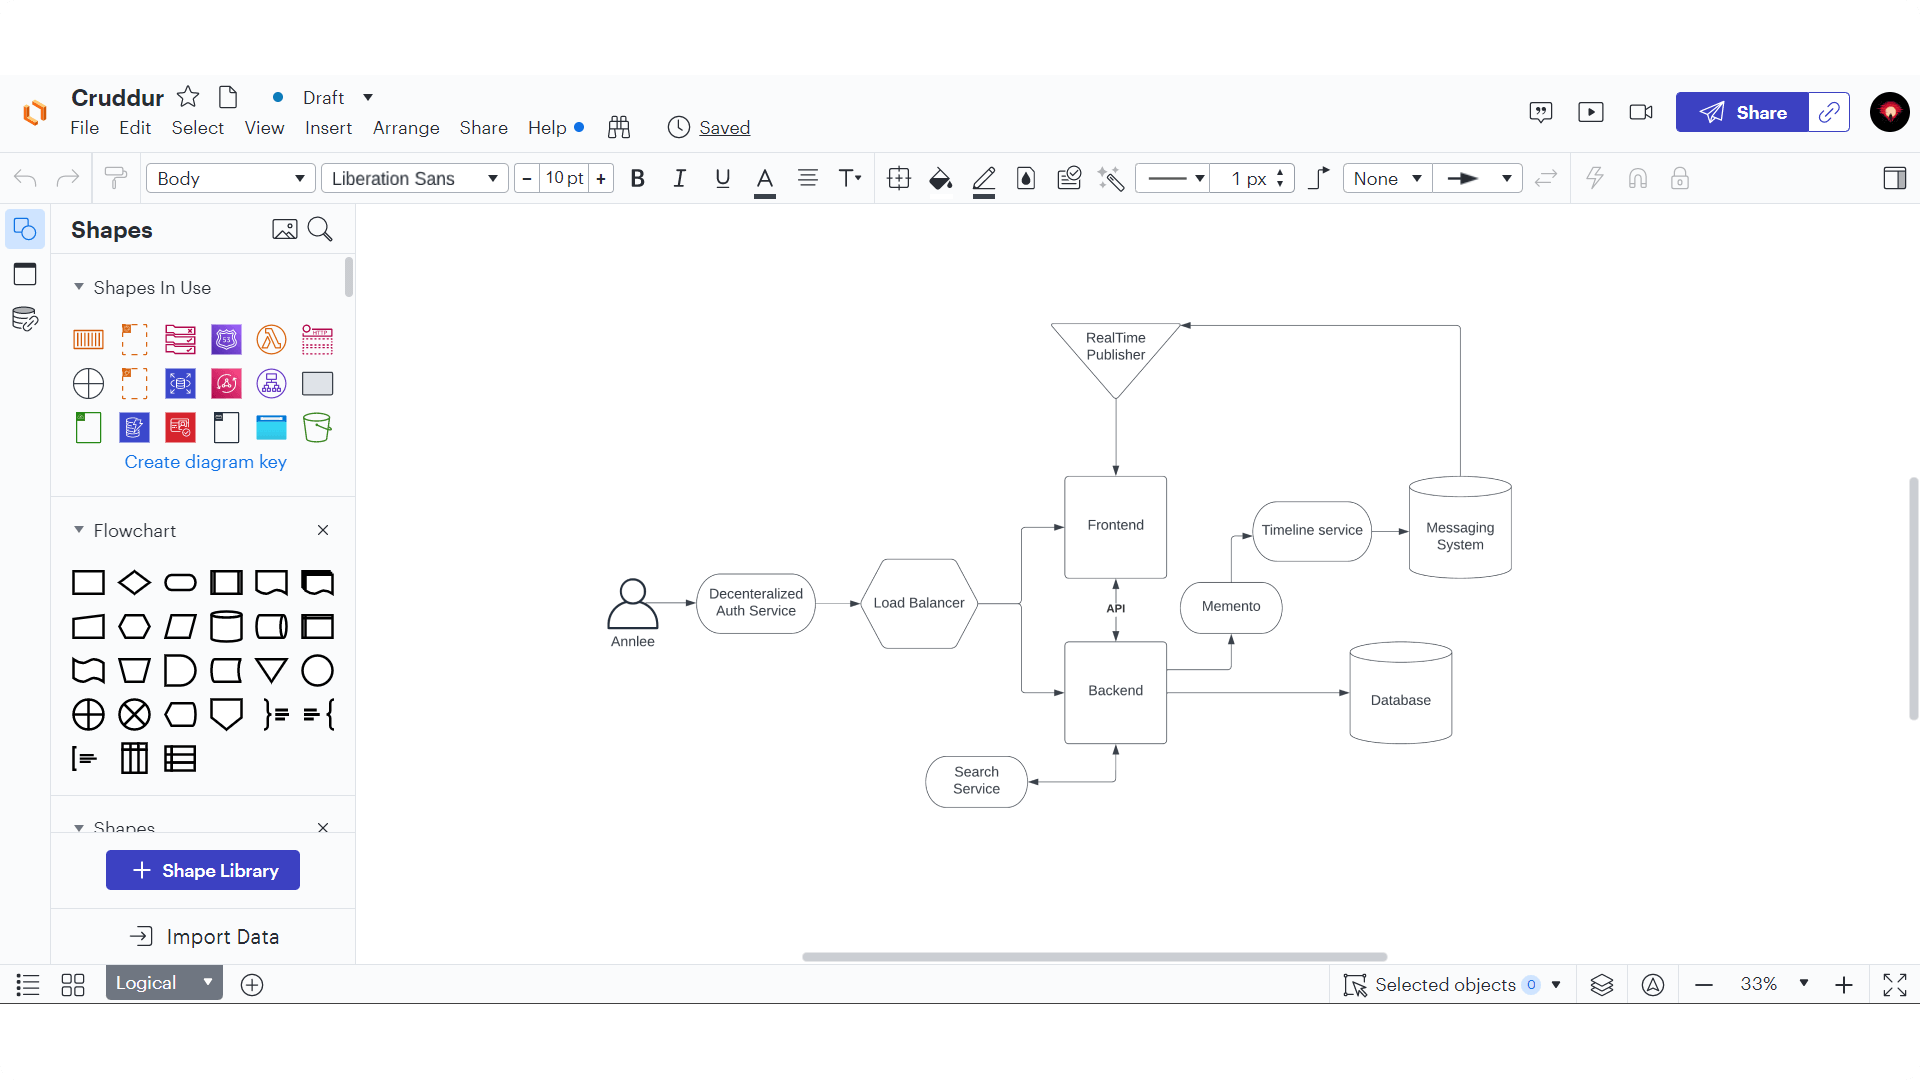 Cruddur
Draft
File Edit Select View Insert Arrange Share Help
Saved
Share
Body
Liberation Sans
- 10 pt +
B I U A T
1 px
None
Shapes
Shapes In Use
HTTP
53
Create diagram key
Flowchart
Shapes
+ Shape Library
Import Data
RealTime
Publisher
Frontend
Timeline service
Messaging
System
Decenteralized
Auth Service
Load Balancer
API
Memento
Annlee
Backend
Database
Search
Service
Logical
Selected objects 0
33%